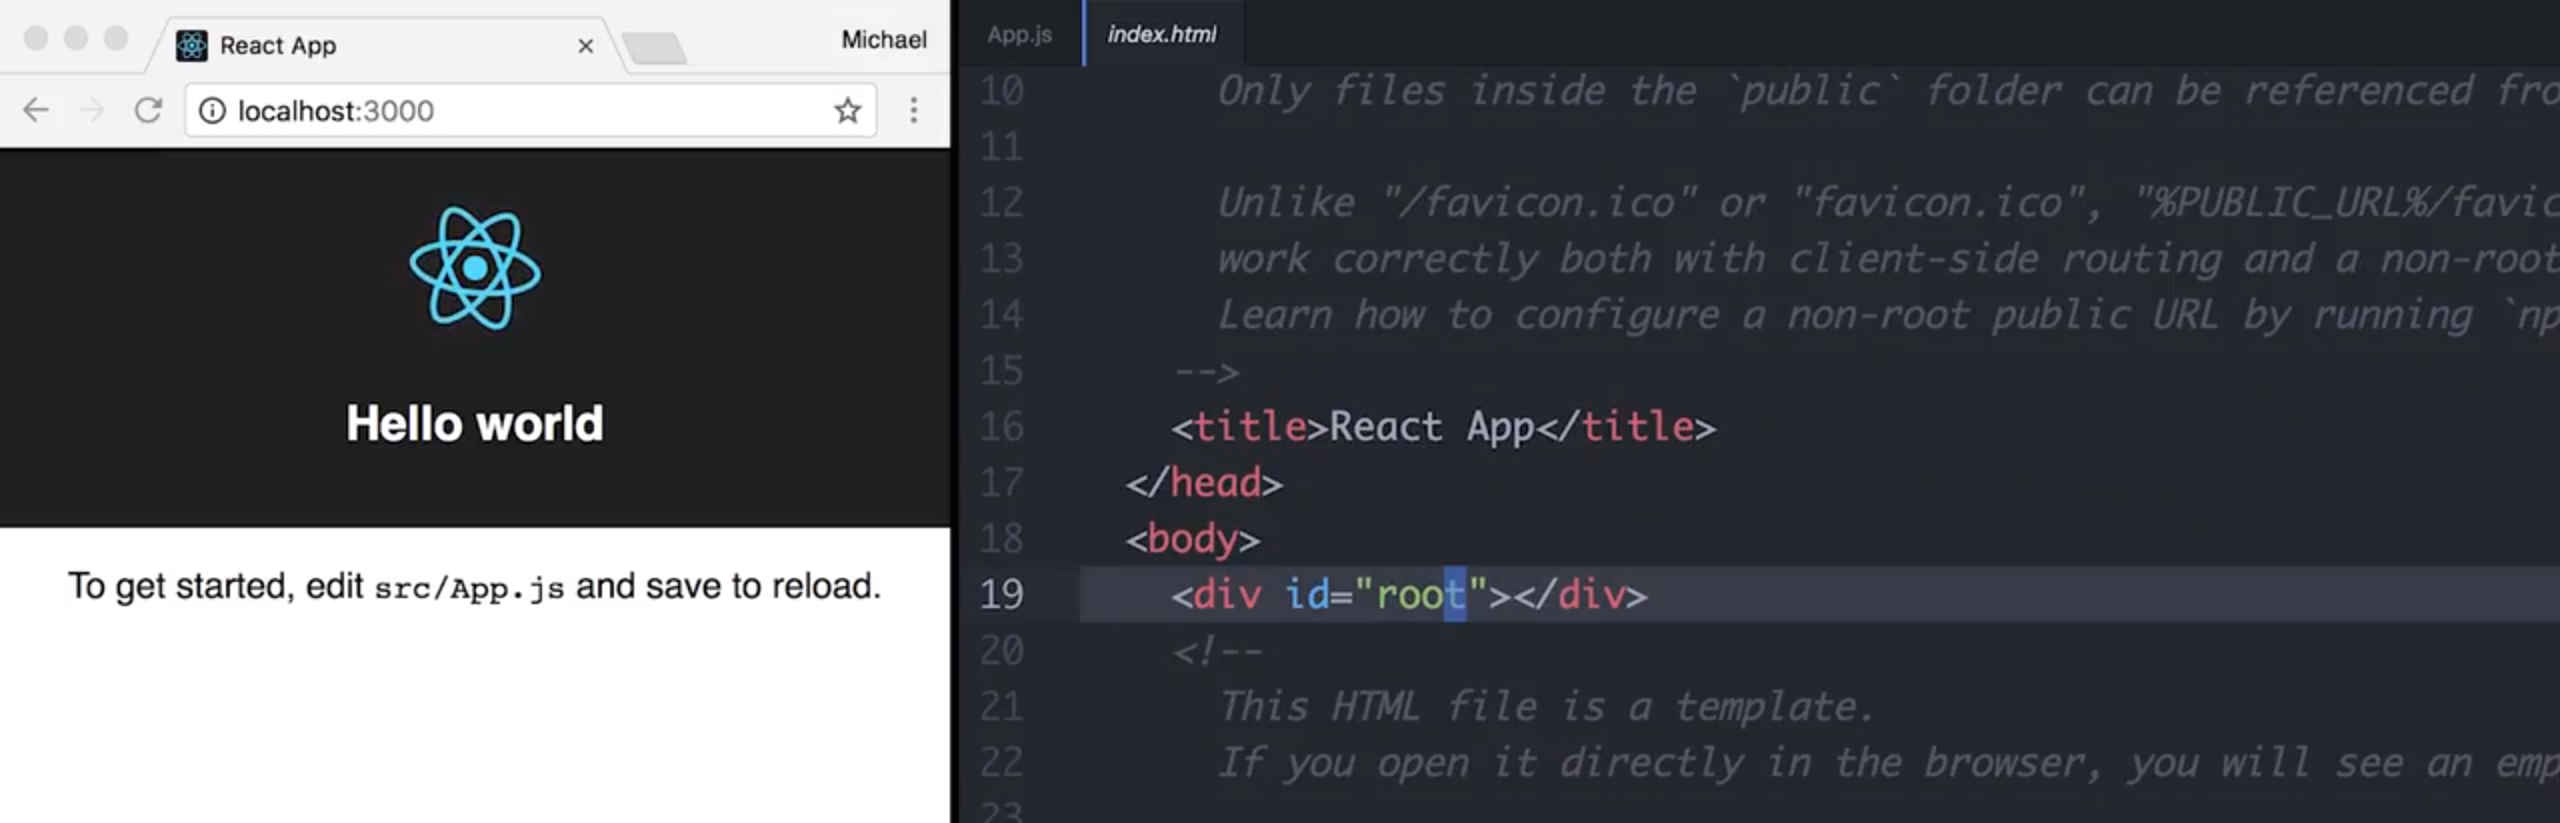 React App
Michael
localhost:3000
Hello world
To get started, edit src/App.js and save to reload.
App.js
index.html
10 Only files inside the `public` folder can be referenced fro
11
12 Unlike "/favicon.ico" or "favicon.ico", "%PUBLIC_URL%/favic
13 work correctly both with client-side routing and a non-root
14 Learn how to configure a non-root public URL by running `np
15 -->
16 <title>React App</title>
17 </head>
18 <body>
19 <div id="root"></div>
20 <!--
21 This HTML file is a template.
22 If you open it directly in the browser, you will see an emp
23